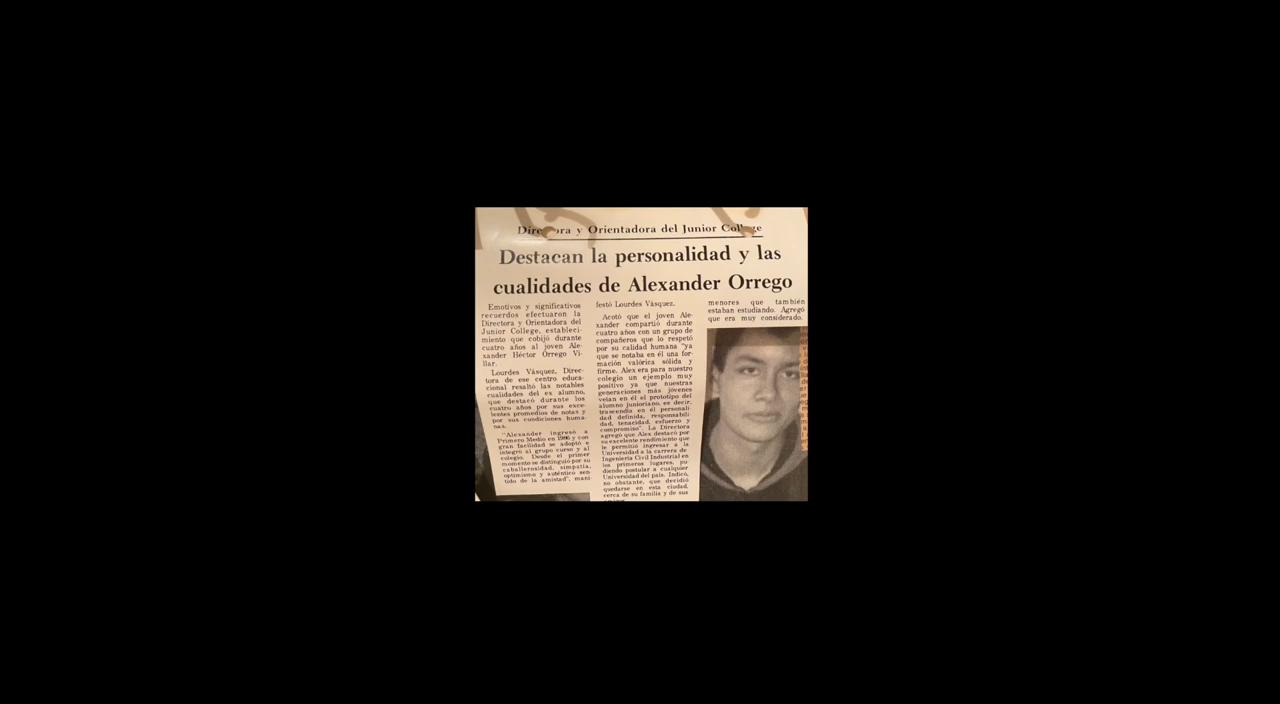 Directora y Orientadora del Junior College
Destacan la personalidad y las
cualidades de Alexander Orrego
Emotivos y significativos
recuerdos efectuaron la
Directora y Orientadora del
Junior College, estableci-
miento que cobijó durante
cuatro años al joven Ale-
xander Héctor Orrego Vi-
llar.
Lourdes Vásquez, Direc-
tora de ese centro educa-
cional resaltó las notables
cualidades del ex alumno,
que destacó durante los
cuatro años por sus exce-
lentes promedios de notas y
por sus condiciones huma-
nas.
"Alexander ingresó a
Primero Medio en 1986 y con
gran facilidad se adaptó e
integró al grupo curso y al
colegio. Desde el primer
momento se distinguió por su
caballerosidad, simpatía,
optimismo y auténtico sen-
tido de la amistad", mani-
festó Lourdes Vásquez.
Acotó que el joven Ale-
xander compartió durante
cuatro años con un grupo de
compañeros que lo respetó
por su calidad humana "ya
que se notaba en él una for-
mación valórica sólida y
firme. Alex era para nuestro
colegio un ejemplo muy
positivo ya que nuestras
generaciones más jóvenes
veían en él el prototipo del
alumno junioriano, es decir,
trascendía en él personali-
dad definida, responsabili-
dad, tenacidad, esfuerzo y
compromiso". La Directora
agregó que Alex destacó por
su excelente rendimiento que
le permitió ingresar a la
Universidad a la carrera de
Ingeniería Civil Industrial en
los primeros lugares, pu-
diendo postular a cualquier
Universidad del país. Indicó,
no obstante, que decidió
quedarse en esta ciudad,
cerca de su familia y de sus
menores que también
estaban estudiando. Agregó
que era muy considerado.